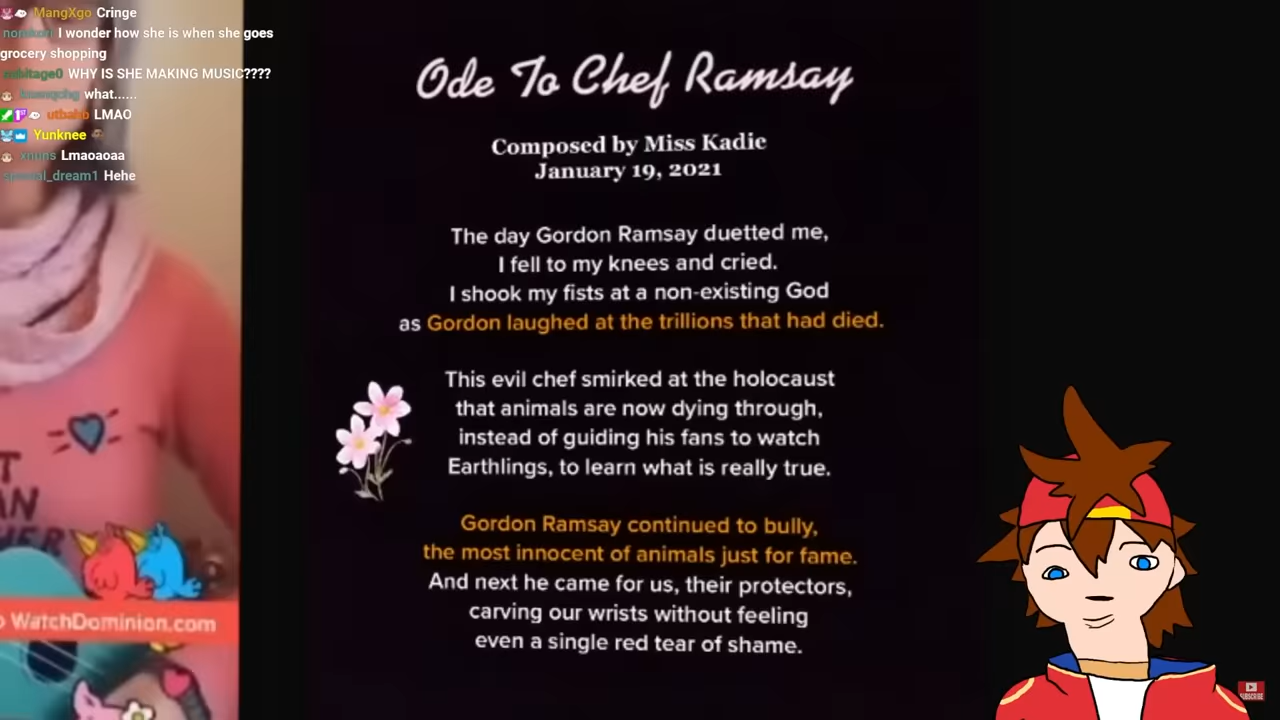 MangXgo Cringe
I wonder how she is when she goes
grocery shopping
sabitage0 WHY IS SHE MAKING MUSIC????
what......
utbaho LMAO
Yunknee
Lmaoaoaa
special_dream1 Hehe
Ode To Chef Ramsay
Composed by Miss Kadie
January 19, 2021
The day Gordon Ramsay duetted me,
I fell to my knees and cried.
I shook my fists at a non-existing God
as Gordon laughed at the trillions that had died.
This evil chef smirked at the holocaust
that animals are now dying through,
instead of guiding his fans to watch
Earthlings, to learn what is really true.
Gordon Ramsay continued to bully,
the most innocent of animals just for fame.
And next he came for us, their protectors,
carving our wrists without feeling
even a single red tear of shame.
WatchDominion.com
SUBSCRIBE